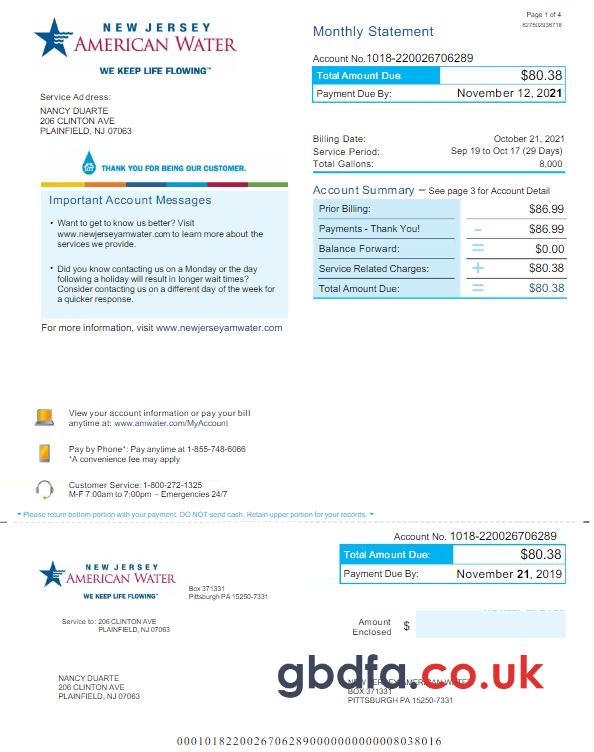 Page 1 of 4
NEW JERSEY
AMERICAN WATER
WE KEEP LIFE FLOWING™
Monthly Statement
Account No.1018-220026706289
Total Amount Due: $80.38
Payment Due By: November 12, 2021
Service Address:
NANCY DUARTE
206 CLINTON AVE
PLAINFIELD, NJ 07063
Billing Date: October 21, 2021
Service Period: Sep 19 to Oct 17 (29 Days)
Total Gallons: 8,000
THANK YOU FOR BEING OUR CUSTOMER.
Account Summary – See page 3 for Account Detail
Prior Billing: $86.99
Payments - Thank You! - $86.99
Balance Forward: = $0.00
Service Related Charges: + $80.38
Total Amount Due: = $80.38
Important Account Messages
• Want to get to know us better? Visit
www.newjerseyamwater.com to learn more about the
services we provide.
• Did you know contacting us on a Monday or the day
following a holiday will result in longer wait times?
Consider contacting us on a different day of the week for
a quicker response.
For more information, visit www.newjerseyamwater.com
View your account information or pay your bill
anytime at: www.amwater.com/MyAccount
Pay by Phone*: Pay anytime at 1-855-748-6066
*A convenience fee may apply
Customer Service: 1-800-272-1325
M-F 7:00am to 7:00pm – Emergencies 24/7
Please return bottom portion with your payment. DO NOT send cash. Retain upper portion for your records.
Account No. 1018-220026706289
Total Amount Due: $80.38
Payment Due By: November 21, 2019
NEW JERSEY
AMERICAN WATER
WE KEEP LIFE FLOWING™
Box 371331
Pittsburgh PA 15250-7331
Service to: 206 CLINTON AVE
PLAINFIELD, NJ 07063
Amount
Enclosed $
NANCY DUARTE
206 CLINTON AVE
PLAINFIELD, NJ 07063
gbdfa.co.uk
NEW JERSEY AMERICAN WATER
BOX 371331
PITTSBURGH PA 15250-7331